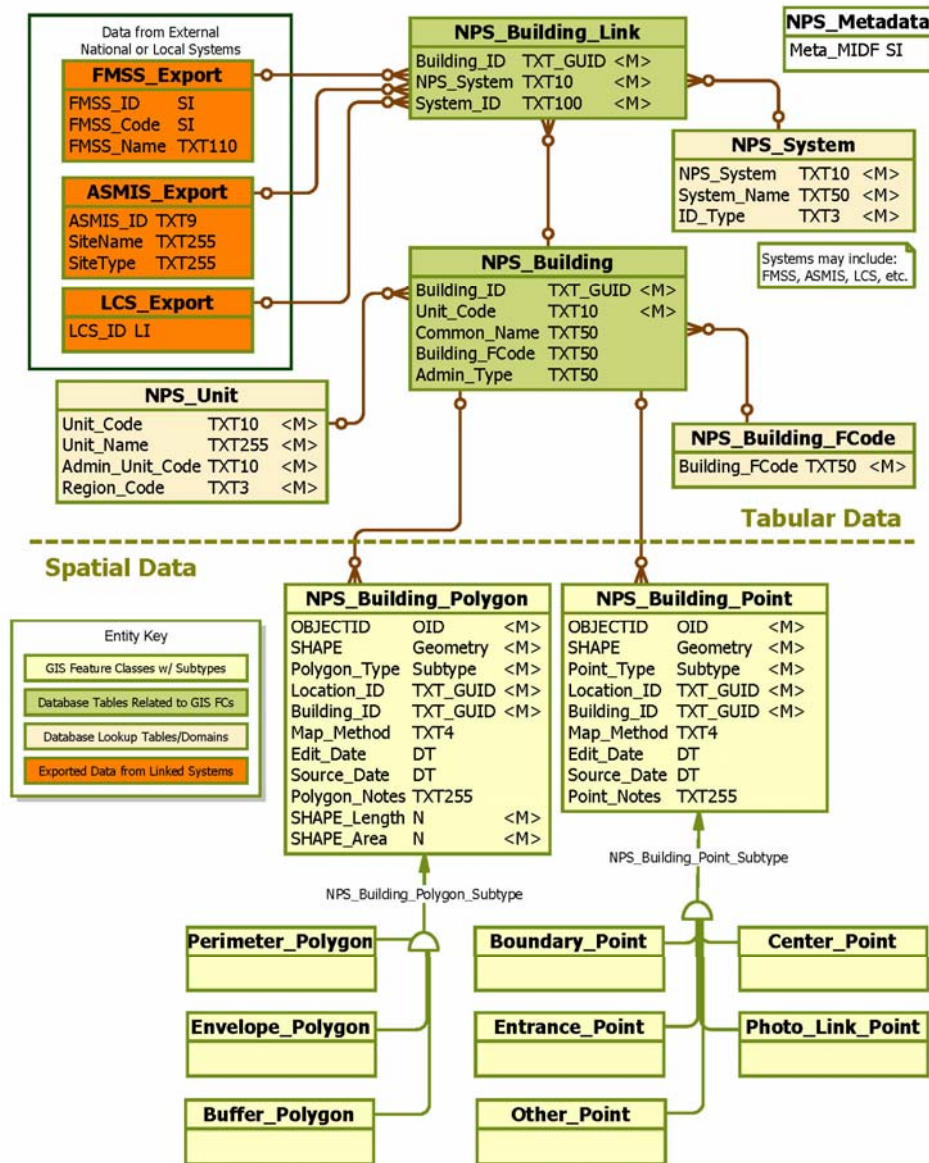 Data from External
National or Local Systems
FMSS_Export
FMSS_ID SI
FMSS_Code SI
FMSS_Name TXT110
ASMIS_Export
ASMIS_ID TXT9
SiteName TXT255
SiteType TXT255
LCS_Export
LCS_ID LI
NPS_Building_Link
Building_ID TXT_GUID <M>
NPS_System TXT10 <M>
System_ID TXT100 <M>
NPS_Metadata
Meta_MIDF SI
NPS_System
NPS_System TXT10 <M>
System_Name TXT50 <M>
ID_Type TXT3 <M>
Systems may include:
FMSS, ASMIS, LCS, etc.
NPS_Building
Building_ID TXT_GUID <M>
Unit_Code TXT10 <M>
Common_Name TXT50
Building_FCode TXT50
Admin_Type TXT50
NPS_Unit
Unit_Code TXT10 <M>
Unit_Name TXT255 <M>
Admin_Unit_Code TXT10 <M>
Region_Code TXT3 <M>
NPS_Building_FCode
Building_FCode TXT50 <M>
Tabular Data
Spatial Data
Entity Key
GIS Feature Classes w/ Subtypes
Database Tables Related to GIS FCs
Database Lookup Tables/Domains
Exported Data from Linked Systems
NPS_Building_Polygon
OBJECTID OID <M>
SHAPE Geometry <M>
Polygon_Type Subtype <M>
Location_ID TXT_GUID <M>
Building_ID TXT_GUID <M>
Map_Method TXT4
Edit_Date DT
Source_Date DT
Polygon_Notes TXT255
SHAPE_Length N <M>
SHAPE_Area N <M>
NPS_Building_Point
OBJECTID OID <M>
SHAPE Geometry <M>
Point_Type Subtype <M>
Location_ID TXT_GUID <M>
Building_ID TXT_GUID <M>
Map_Method TXT4
Edit_Date DT
Source_Date DT
Point_Notes TXT255
NPS_Building_Point_Subtype
NPS_Building_Polygon_Subtype
Perimeter_Polygon
Envelope_Polygon
Buffer_Polygon
Boundary_Point
Center_Point
Entrance_Point
Photo_Link_Point
Other_Point